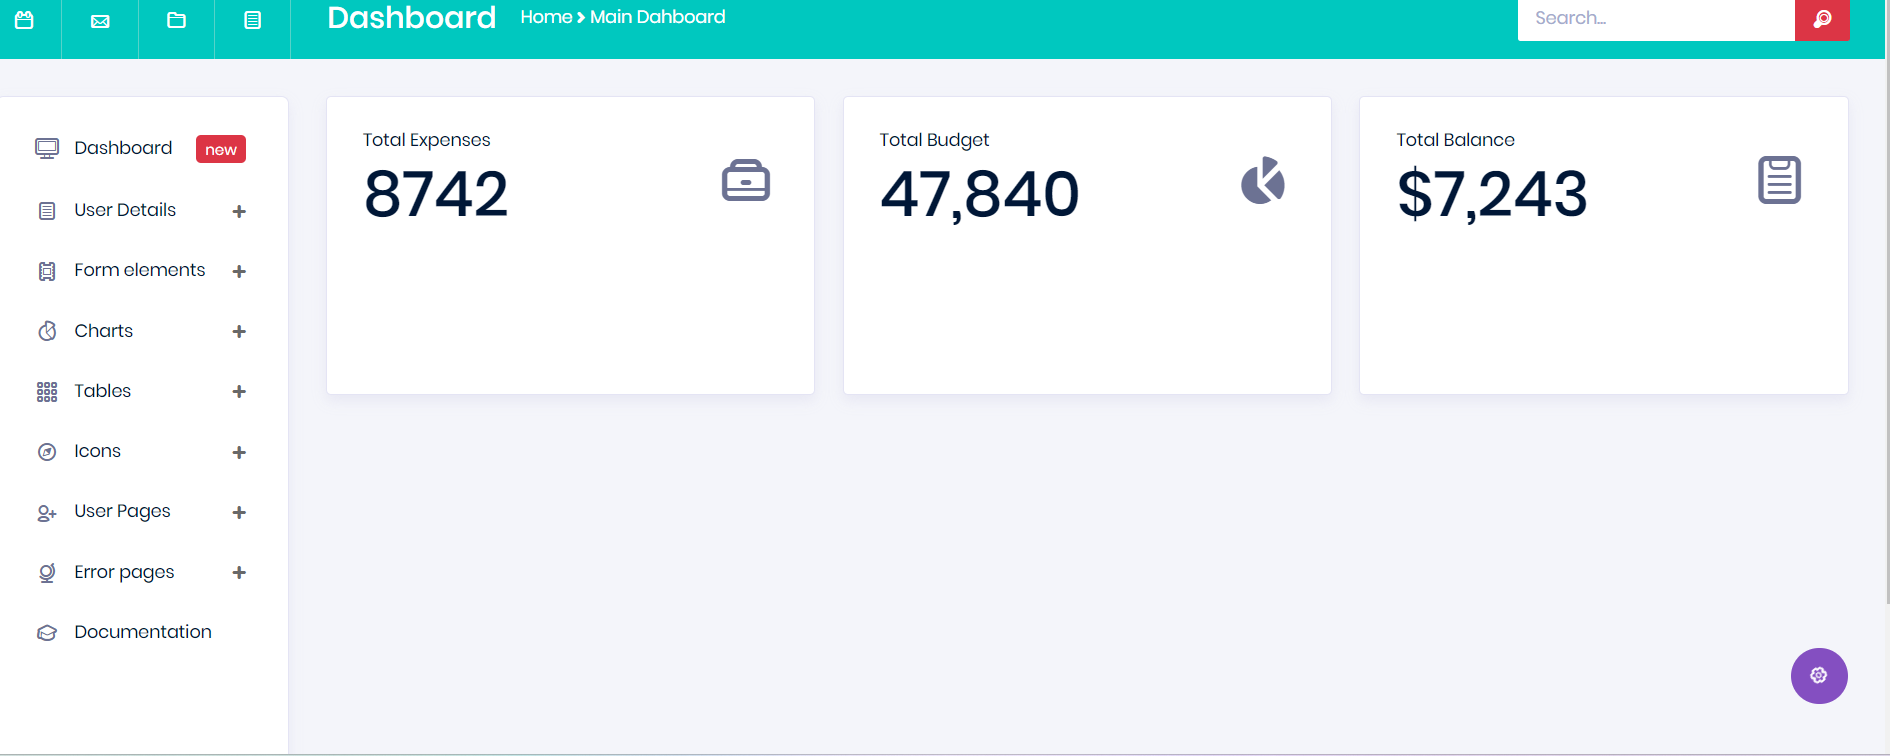 Dashboard
Home > Main Dahboard
Search...
Dashboard new
User Details
Form elements
Charts
Tables
Icons
User Pages
Error pages
Documentation
Total Expenses
8742
Total Budget
47,840
Total Balance
$7,243